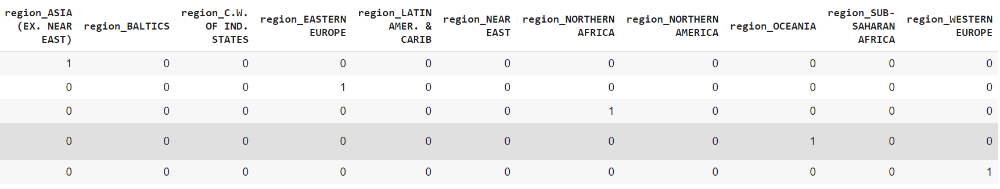 region_ASIA (EX. NEAR EAST) region_BALTICS region_C.W. OF IND. STATES region_EASTERN EUROPE region_LATIN AMER. & CARIB region_NEAR EAST region_NORTHERN AFRICA region_NORTHERN AMERICA region_OCEANIA region_SUB-SAHARAN AFRICA region_WESTERN EUROPE
1 0 0 0 0 0 0 0 0 0 0
0 0 0 1 0 0 0 0 0 0 0
0 0 0 0 0 0 1 0 0 0 0
0 0 0 0 0 0 0 0 1 0 0
0 0 0 0 0 0 0 0 0 0 1